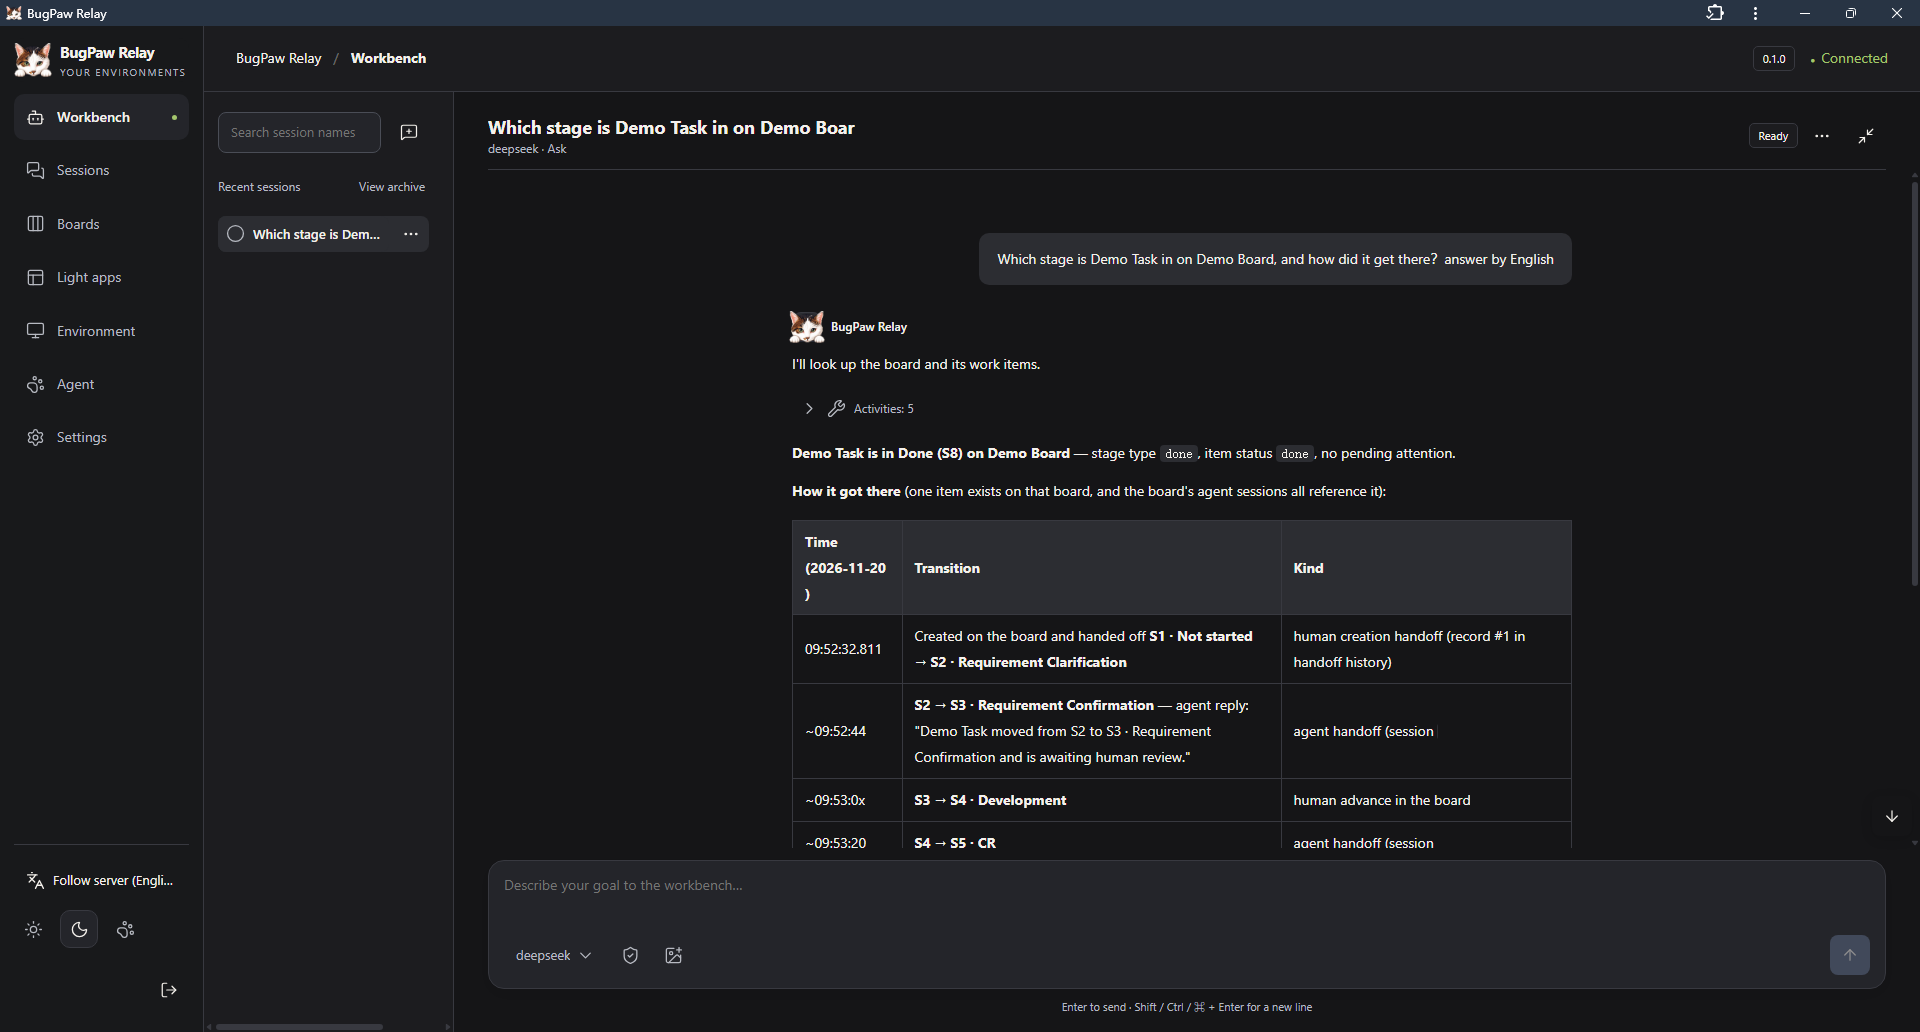 BugPaw Relay
BugPaw Relay
YOUR ENVIRONMENTS
Workbench
Sessions
Boards
Light apps
Environment
Agent
Settings
Follow server (Engli...
BugPaw Relay / Workbench
0.1.0
Connected
Search session names
Recent sessions
View archive
Which stage is Dem...
Which stage is Demo Task in on Demo Boar
deepseek · Ask
Ready
Which stage is Demo Task in on Demo Board, and how did it get there? answer by English
BugPaw Relay
I'll look up the board and its work items.
Activities: 5
Demo Task is in Done (S8) on Demo Board — stage type done, item status done, no pending attention.
How it got there (one item exists on that board, and the board's agent sessions all reference it):
Time
(2026-11-20
)
Transition
Kind
09:52:32.811
Created on the board and handed off S1 · Not started
→ S2 · Requirement Clarification
human creation handoff (record #1 in
handoff history)
~09:52:44
S2 → S3 · Requirement Confirmation — agent reply:
"Demo Task moved from S2 to S3 · Requirement
Confirmation and is awaiting human review."
agent handoff (session
~09:53:0x
S3 → S4 · Development
human advance in the board
~09:53:20
S4 → S5 · CR
agent handoff (session
Describe your goal to the workbench...
deepseek
Enter to send · Shift / Ctrl / ⌘ + Enter for a new line